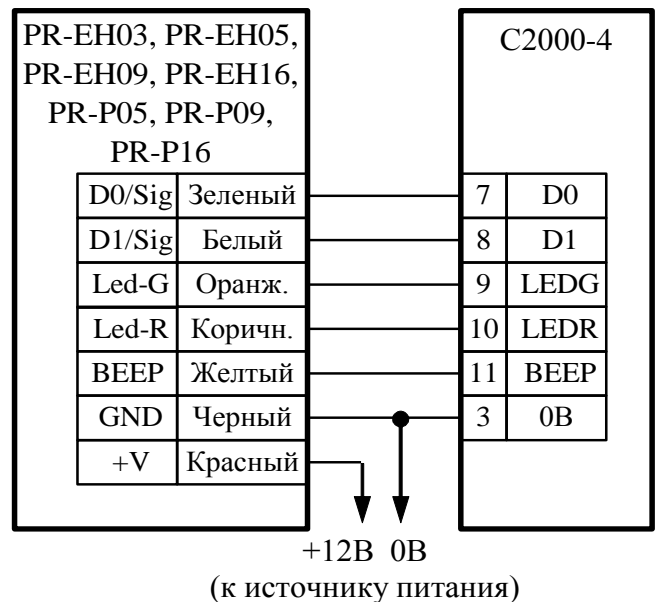 PR-EH03, PR-EH05,
PR-EH09, PR-EH16,
PR-P05, PR-P09,
PR-P16
C2000-4
D0/Sig Зеленый 7 D0
D1/Sig Белый 8 D1
Led-G Оранж. 9 LEDG
Led-R Коричн. 10 LEDR
BEEP Желтый 11 BEEP
GND Черный 3 0В
+V Красный
+12В 0В
(к источнику питания)